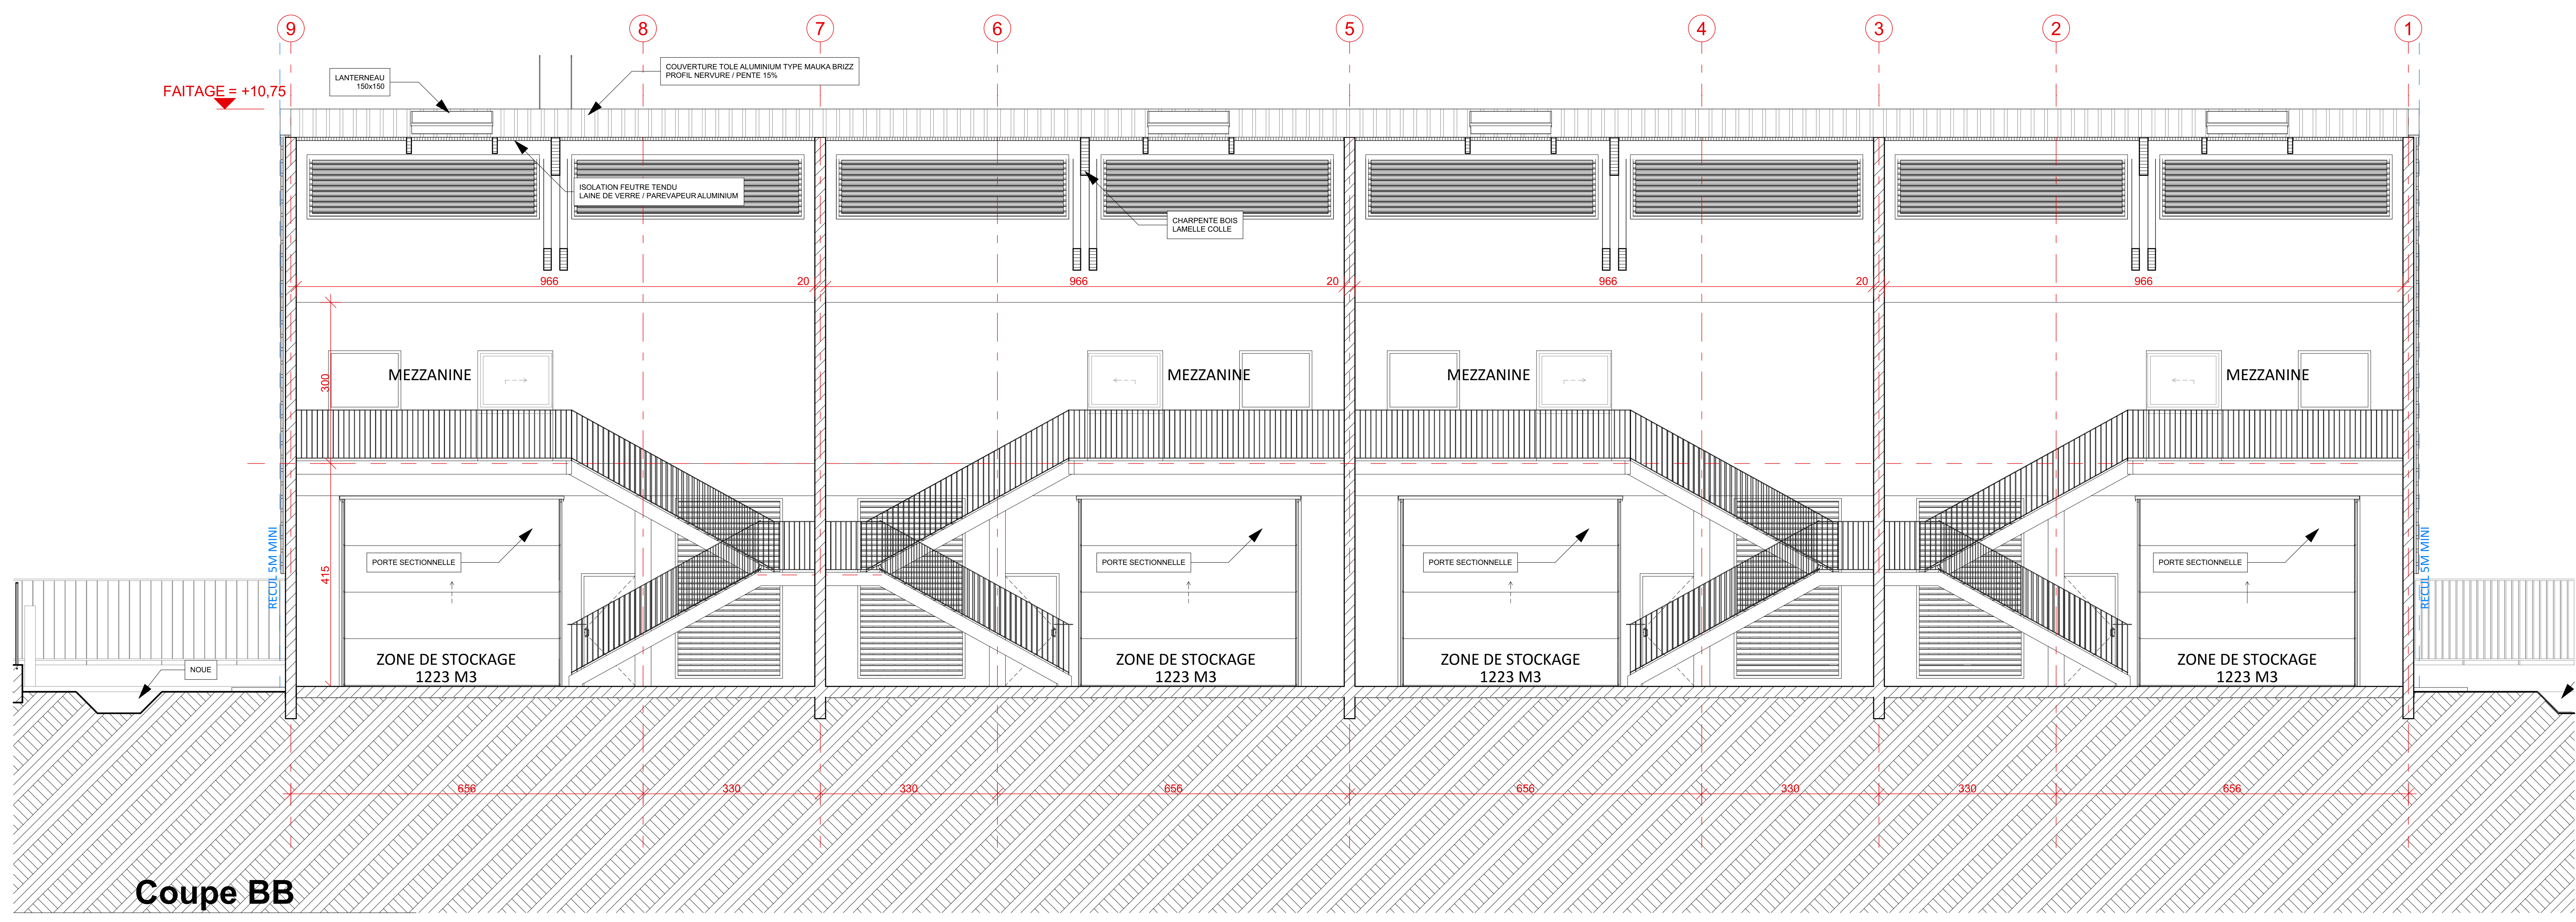 9 8 7 6 5 4 3 2 1
COUVERTURE TOLE ALUMINIUM TYPE MAUKA BRIZZ
PROFIL NERVURE / PENTE 15%
LANTERNEAU
150x150
FAITAGE = +10,75
ISOLATION FEUTRE TENDU
LAINE DE VERRE / PAREVAPEUR ALUMINIUM
CHARPENTE BOIS
LAMELLE COLLE
966 20 966 20 966 20 966
300
MEZZANINE MEZZANINE MEZZANINE MEZZANINE
RECUL 5M MINI
415
PORTE SECTIONNELLE PORTE SECTIONNELLE PORTE SECTIONNELLE PORTE SECTIONNELLE
RECUL 5M MINI
NOUE
ZONE DE STOCKAGE
1223 M3
ZONE DE STOCKAGE
1223 M3
ZONE DE STOCKAGE
1223 M3
ZONE DE STOCKAGE
1223 M3
656 330 330 656 656 330 330 656
Coupe BB